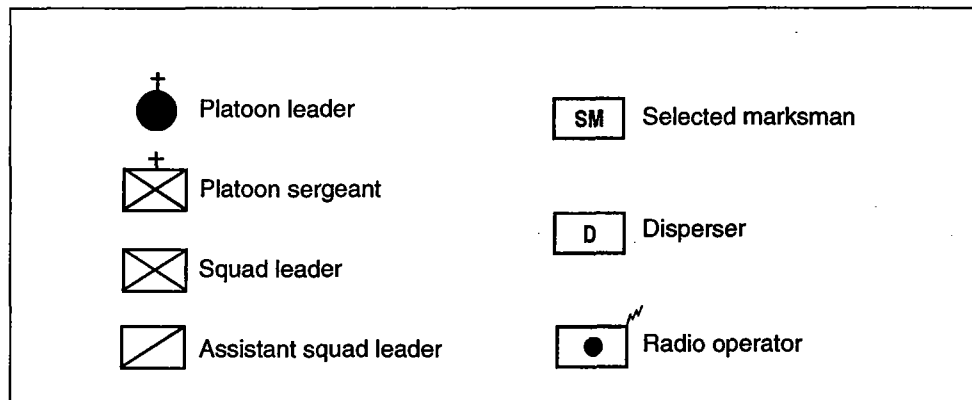 Platoon leader
Platoon sergeant
Squad leader
Assistant squad leader
SM Selected marksman
D Disperser
Radio operator